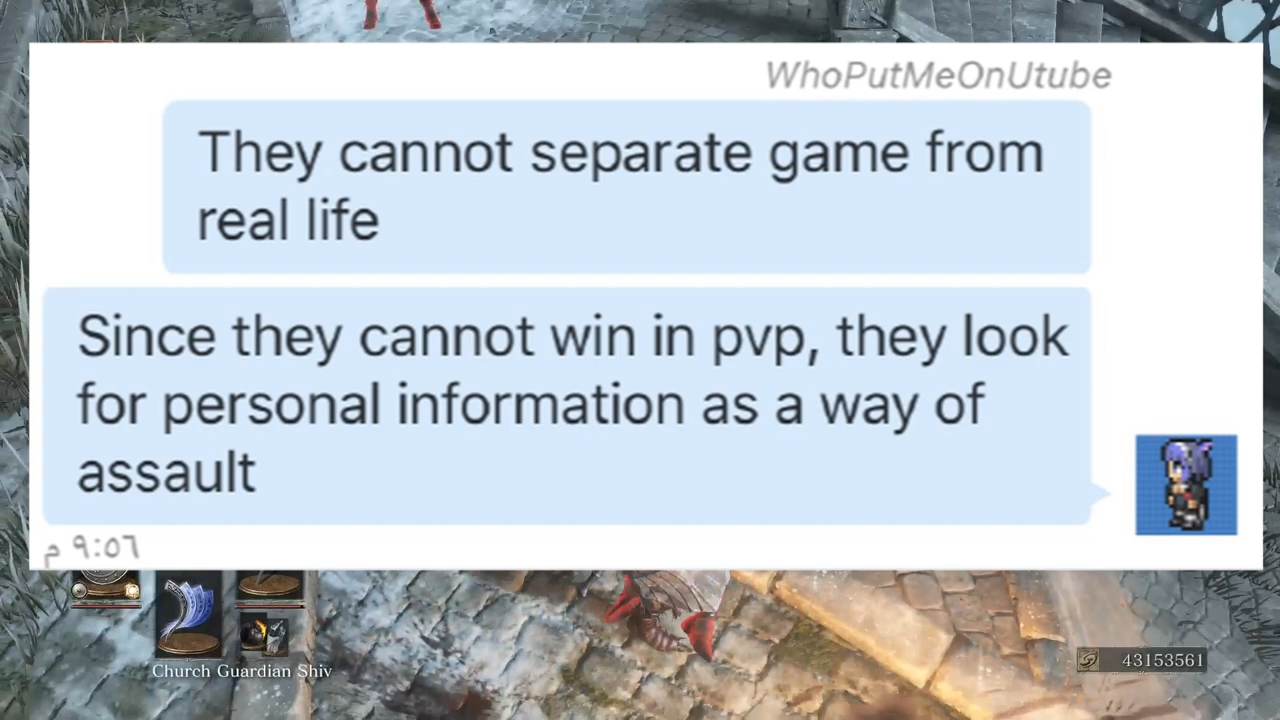 WhoPutMeOnUtube
They cannot separate game from
real life
Since they cannot win in pvp, they look
for personal information as a way of
assault
٩:٥٦ م
Church Guardian Shiv
43153561